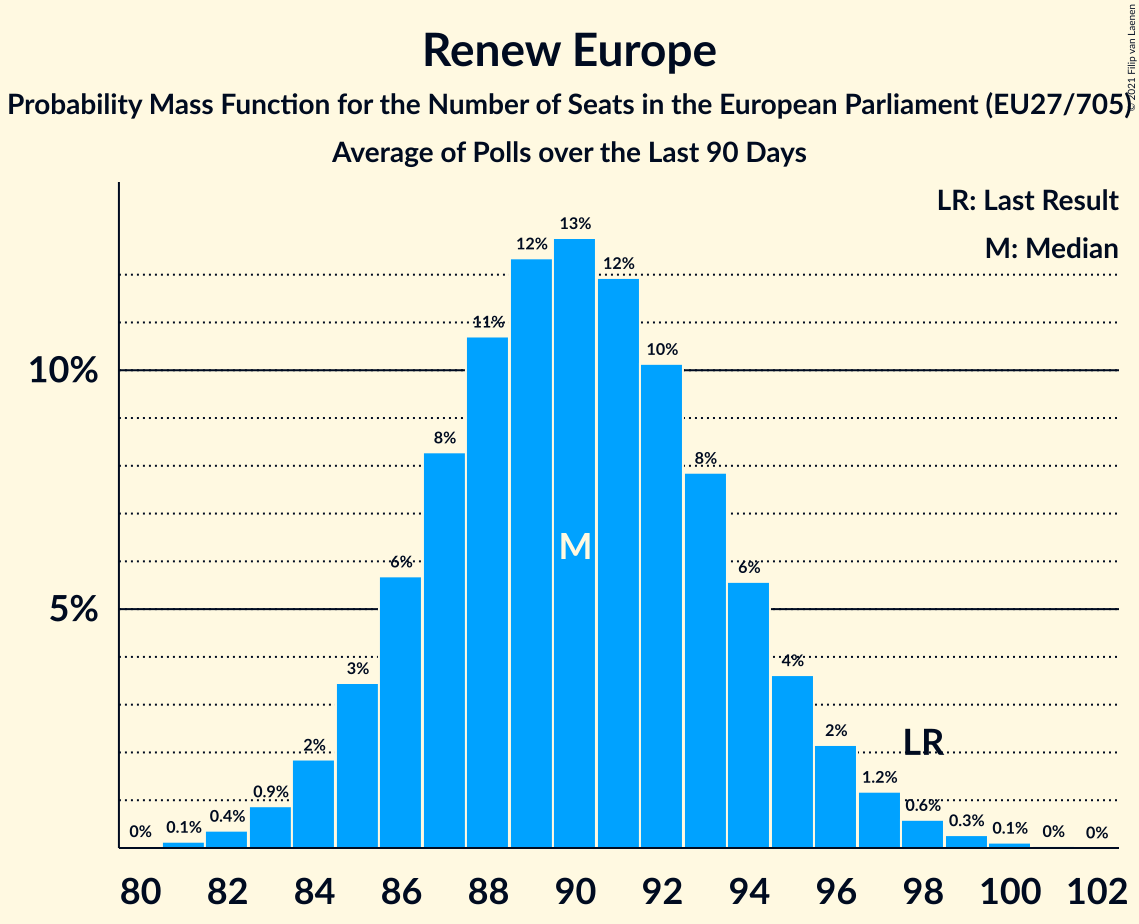 © 2021 Filip van Laenen
Renew Europe
Probability Mass Function for the Number of Seats in the European Parliament (EU27/705)
Average of Polls over the Last 90 Days
LR: Last Result
M: Median
10%
5%
0%
0.1%
0.4%
0.9%
2%
3%
6%
8%
11%
12%
13%
12%
10%
8%
6%
4%
2%
1.2%
0.6%
0.3%
0.1%
0%
0%
M
LR
80 82 84 86 88 90 92 94 96 98 100 102